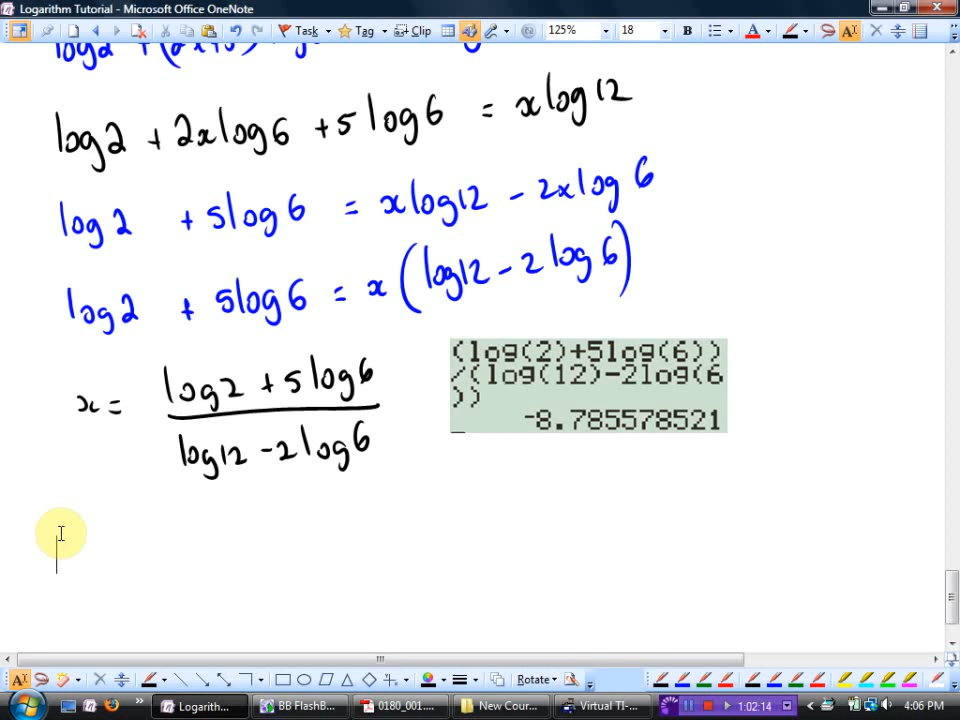 Logarithm Tutorial - Microsoft Office OneNote
Task Tag Clip 125% 18 B A
log2
log2 + 2xlog6 + 5log6 = xlog12
log2 + 5log6 = xlog12 - 2xlog6
log2 + 5log6 = x(log12 - 2log6)
x = log2 + 5log6
log12 - 2log6
(log(2)+5log(6))
/(log(12)-2log(6
))
-8.785578521
Rotate
Logarith... BB FlashB... 0180_001.... New Cour... Virtual TI-... 1:02:14 4:06 PM